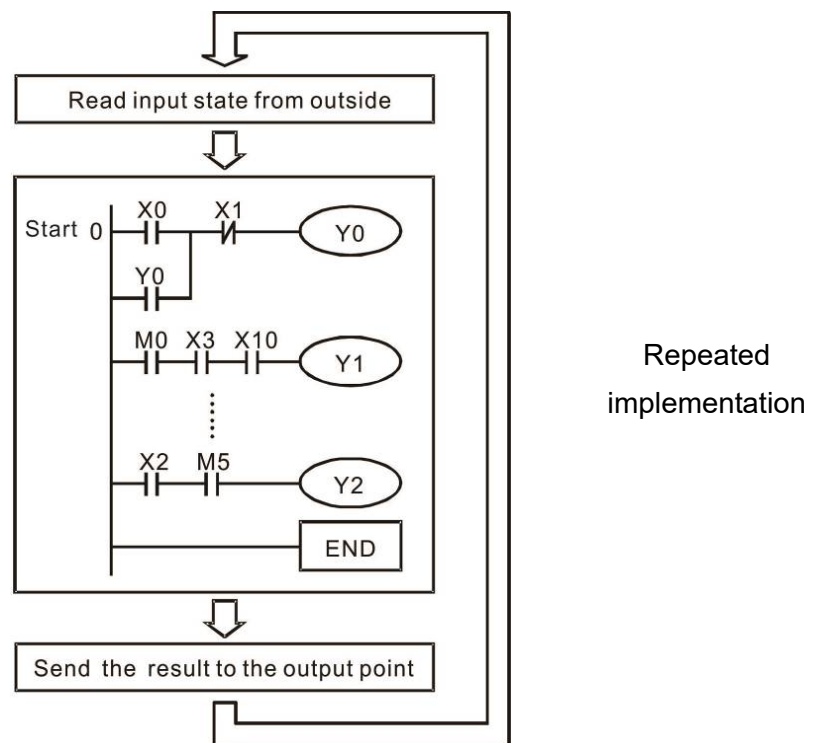 Read input state from outside
X0 X1
Start 0
Y0
Y0
M0 X3 X10
Y1
X2 M5
Y2
END
Send the result to the output point
Repeated
implementation